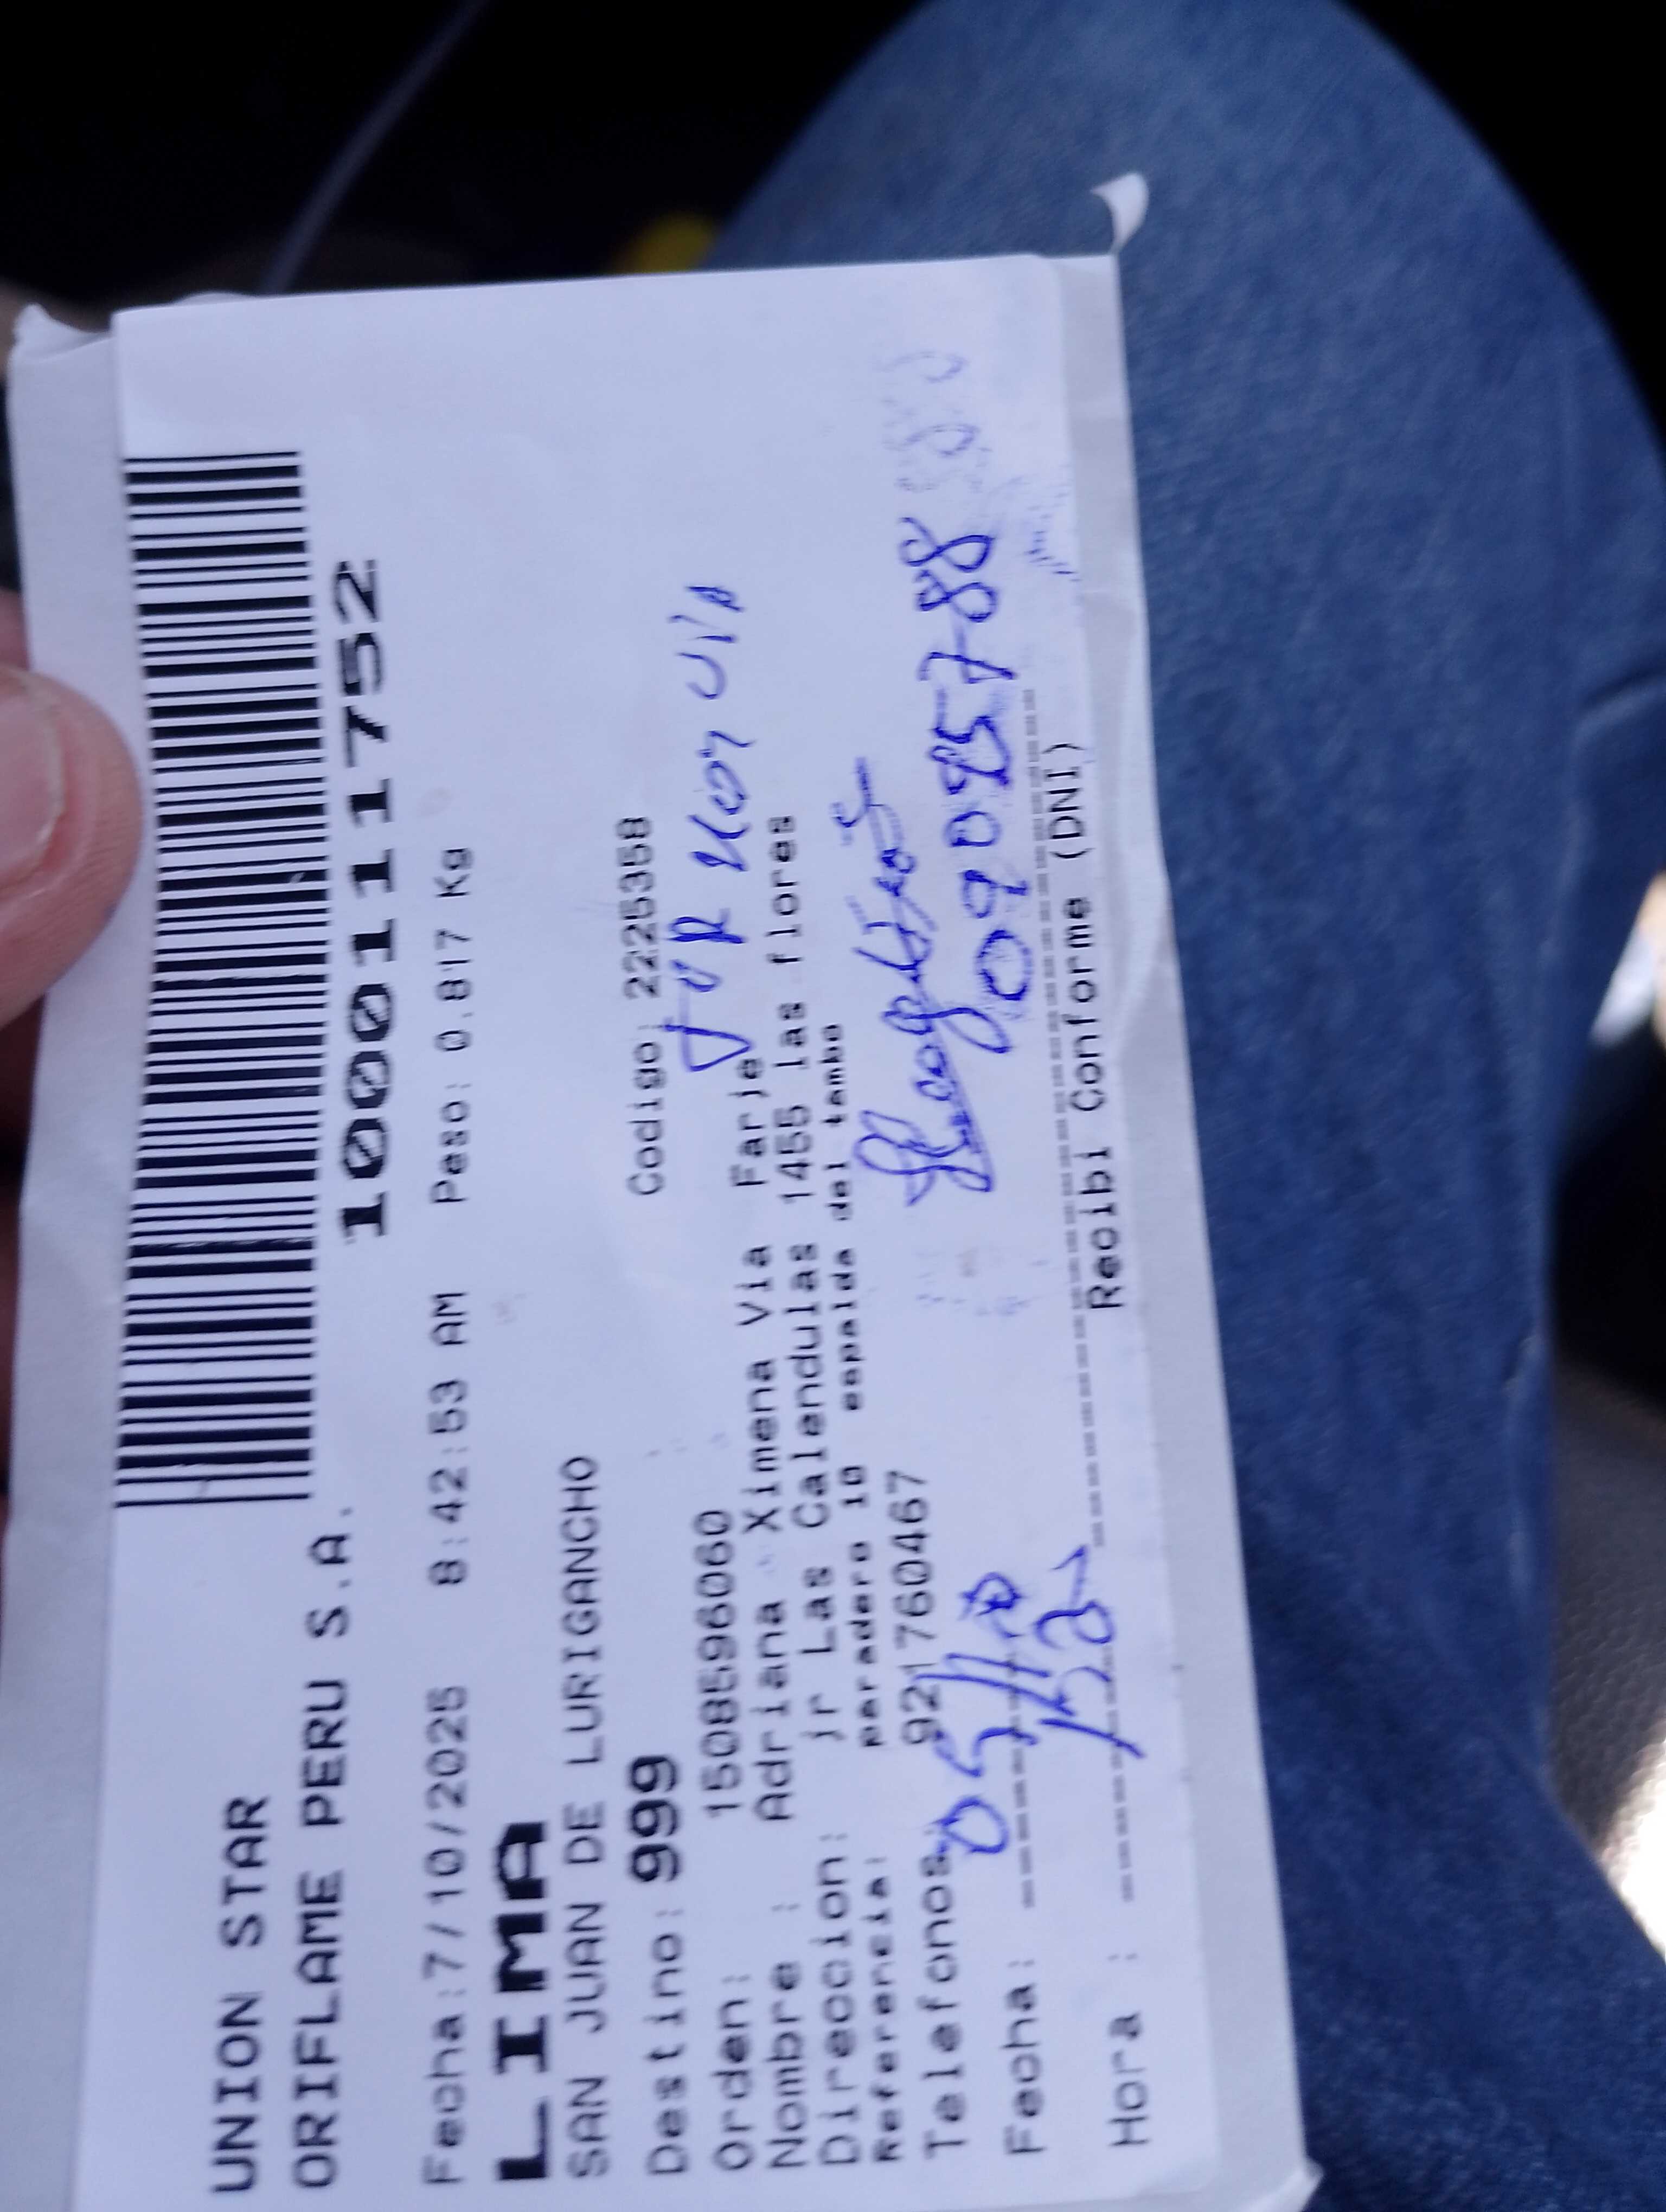 UNION STAR
ORIFLAME PERU S.A.
1000111752
Fecha:7/10/2025 8:42:53 AM Peso: 0.817 Kg
LIMA
SAN JUAN DE LURIGANCHO
Destino: 999 Codigo: 2225358
Orden: 1508596060
Nombre : Adriana Ximena Via Farje
Direccion: jr Las Calendulas 1455 las flores
Referencia: paradero 10 espalda del tambo
Telefonos 921760467
09095788
Fecha:
Hora :
Recibi Conforme (DNI)